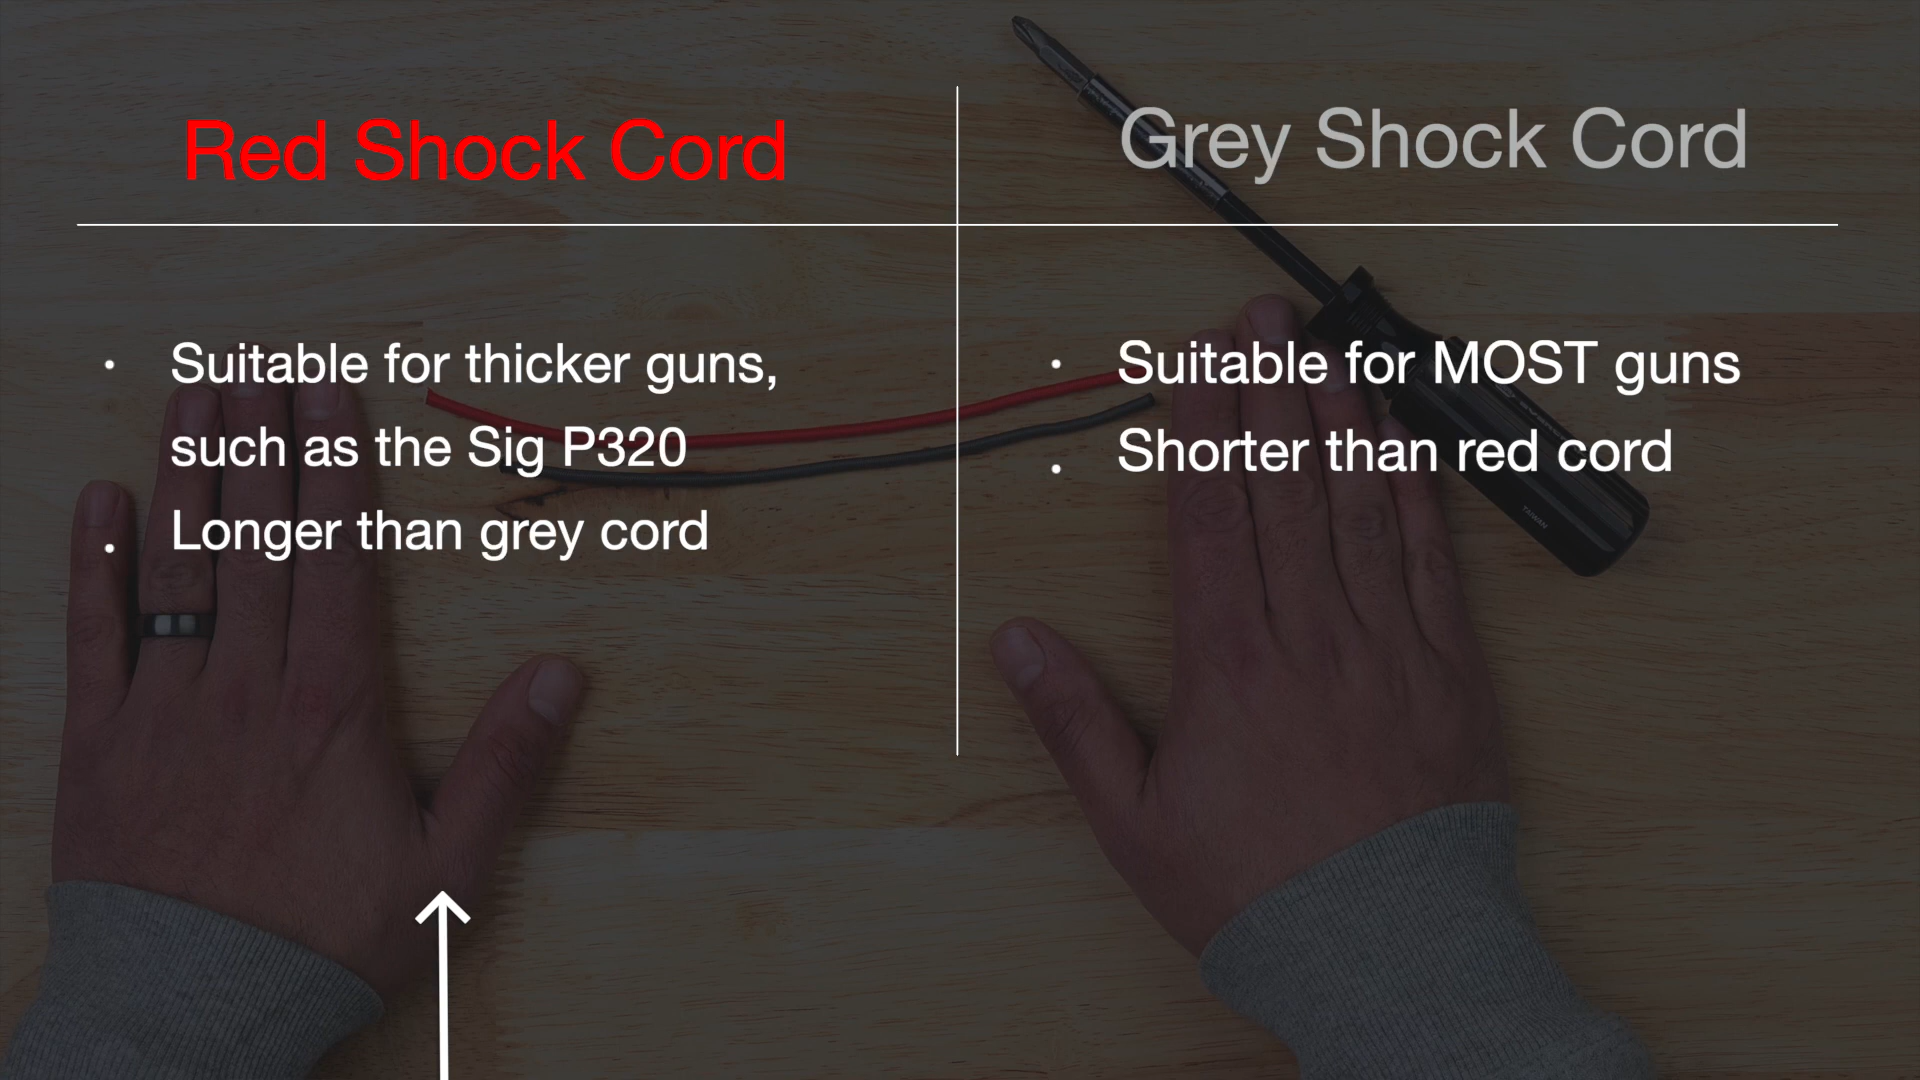 Red Shock Cord
Grey Shock Cord
• Suitable for thicker guns,
such as the Sig P320
• Longer than grey cord
• Suitable for MOST guns
• Shorter than red cord
TAIWAN